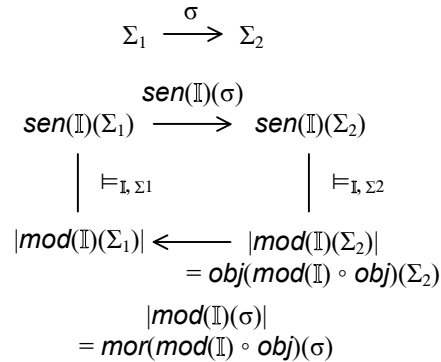 σ
Σ₁ Σ₂
sen(𝕀)(σ)
sen(𝕀)(Σ₁) sen(𝕀)(Σ₂)
⊨𝕀, Σ1 ⊨𝕀, Σ2
|mod(𝕀)(Σ₁)| |mod(𝕀)(Σ₂)|
= obj(mod(𝕀) ∘ obj)(Σ₂)
|mod(𝕀)(σ)|
= mor(mod(𝕀) ∘ obj)(σ)